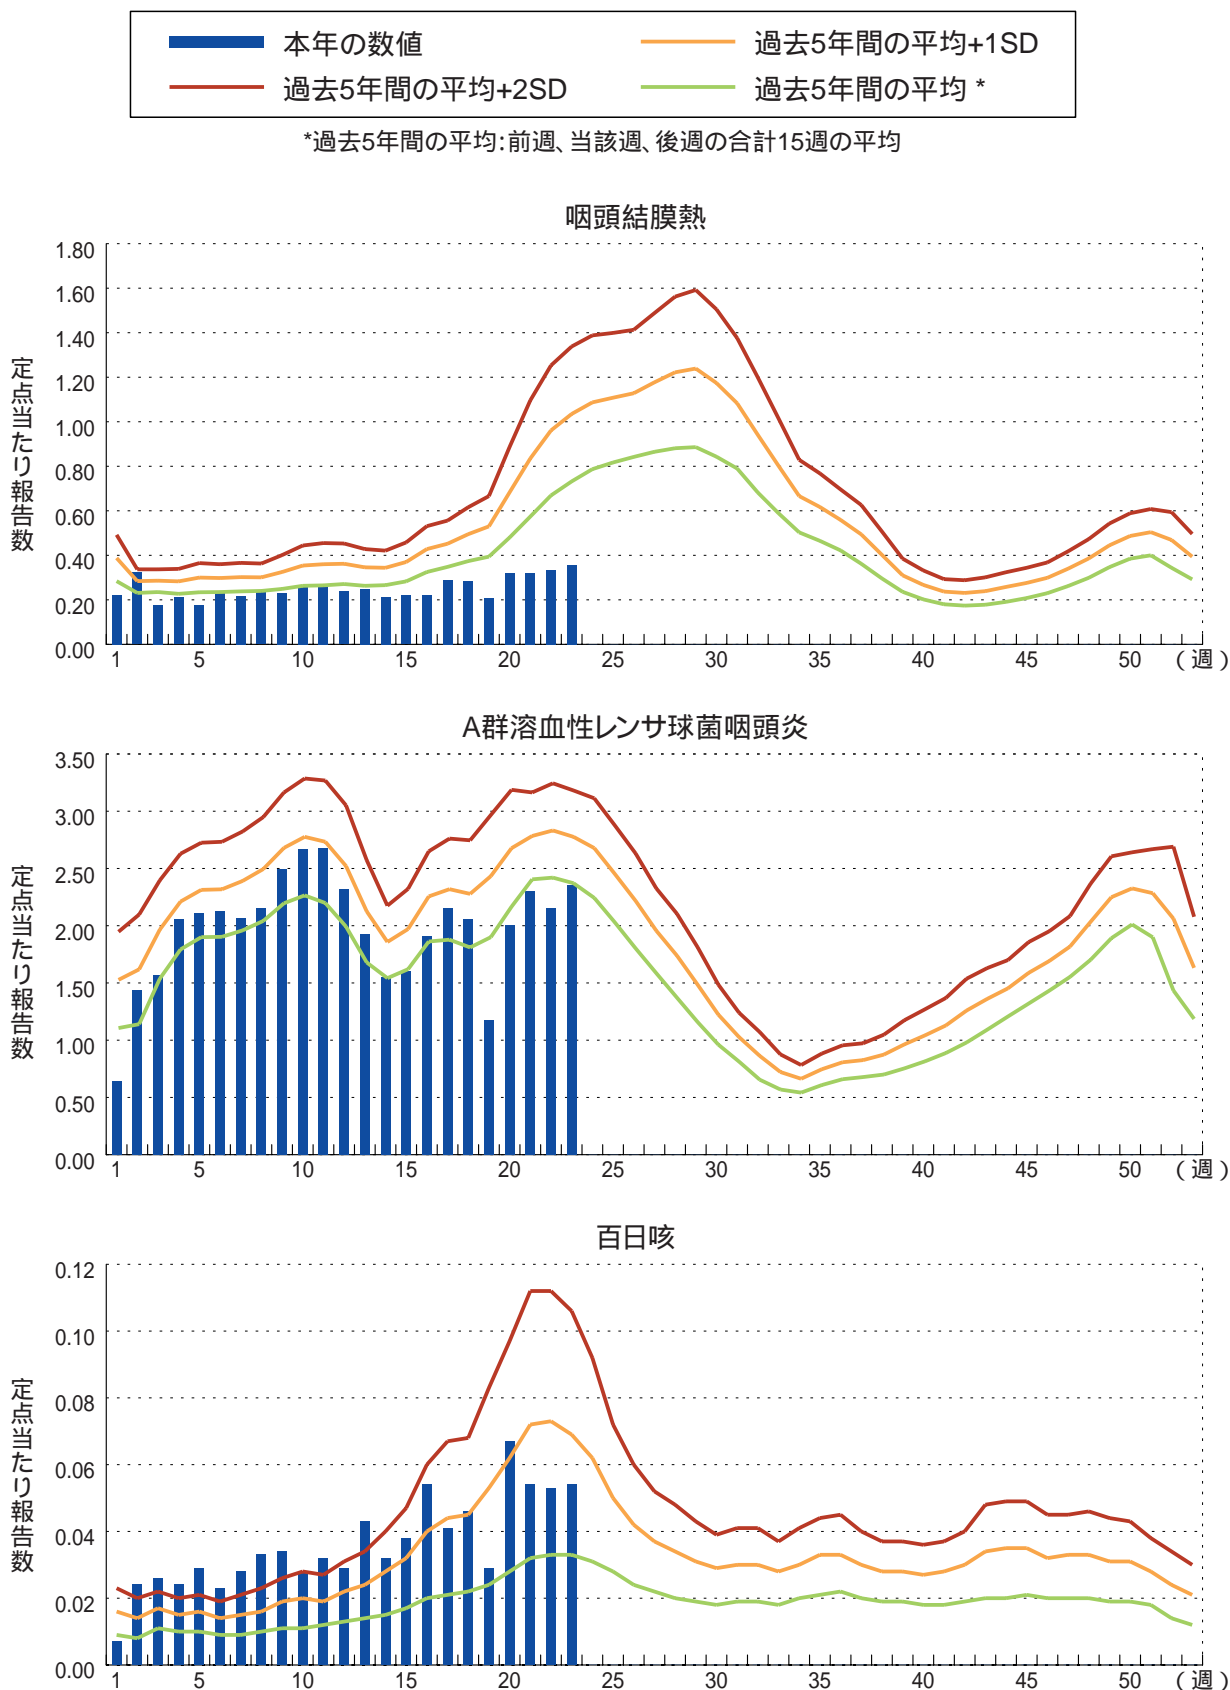 本年の数値
過去5年間の平均+1SD
過去5年間の平均+2SD
過去5年間の平均 *
*過去5年間の平均:前週、当該週、後週の合計15週の平均
咽頭結膜熱
定点当たり報告数
1.80
1.60
1.40
1.20
1.00
0.80
0.60
0.40
0.20
0.00
1 5 10 15 20 25 30 35 40 45 50 (週)
A群溶血性レンサ球菌咽頭炎
定点当たり報告数
3.50
3.00
2.50
2.00
1.50
1.00
0.50
0.00
1 5 10 15 20 25 30 35 40 45 50 (週)
百日咳
定点当たり報告数
0.12
0.10
0.08
0.06
0.04
0.02
0.00
1 5 10 15 20 25 30 35 40 45 50 (週)